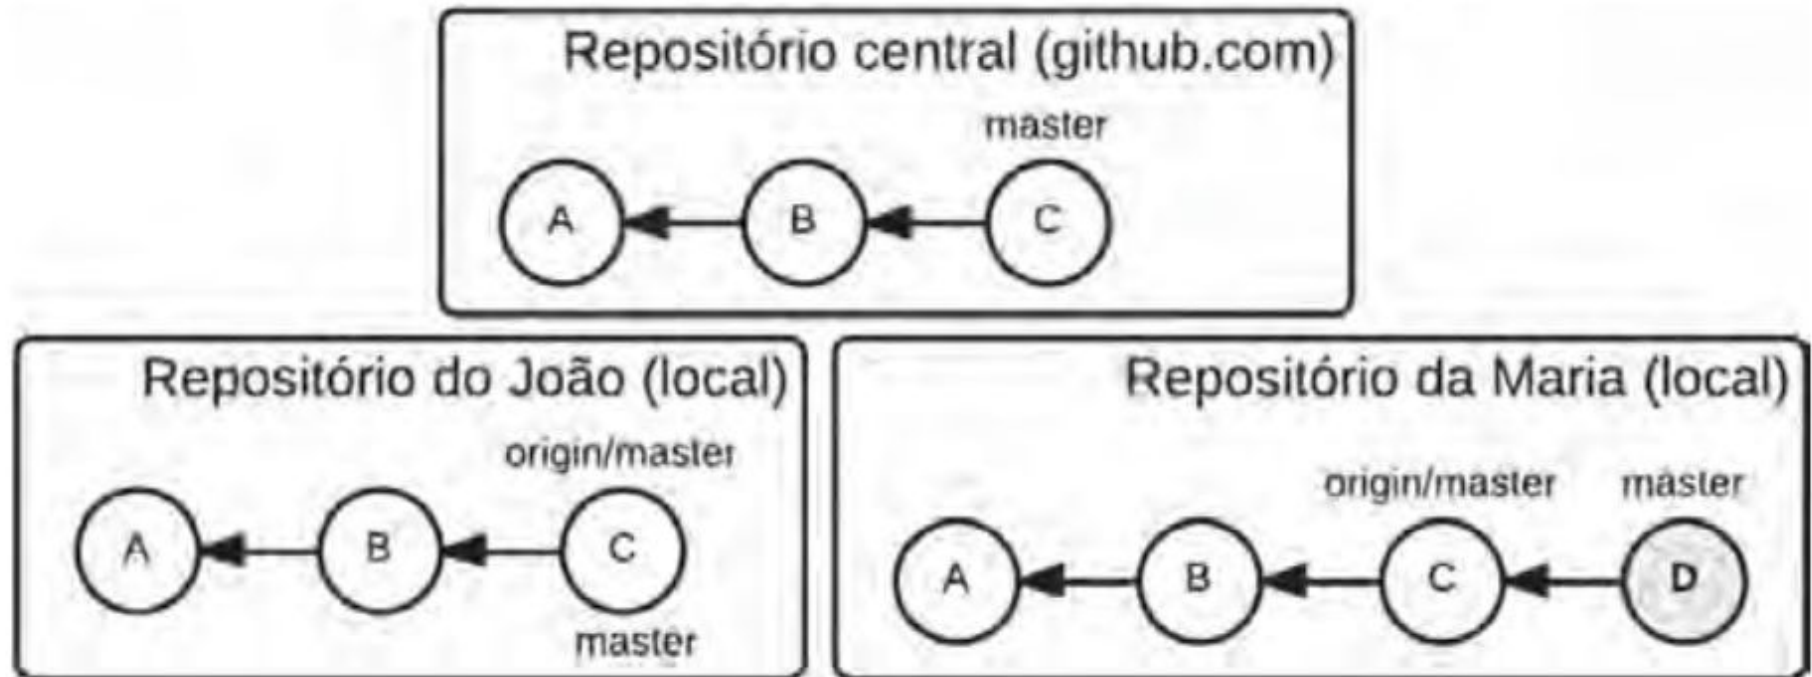 Repositório central (github.com)
master
A B C
Repositório do João (local)
origin/master
A B C
master
Repositório da Maria (local)
origin/master master
A B C D